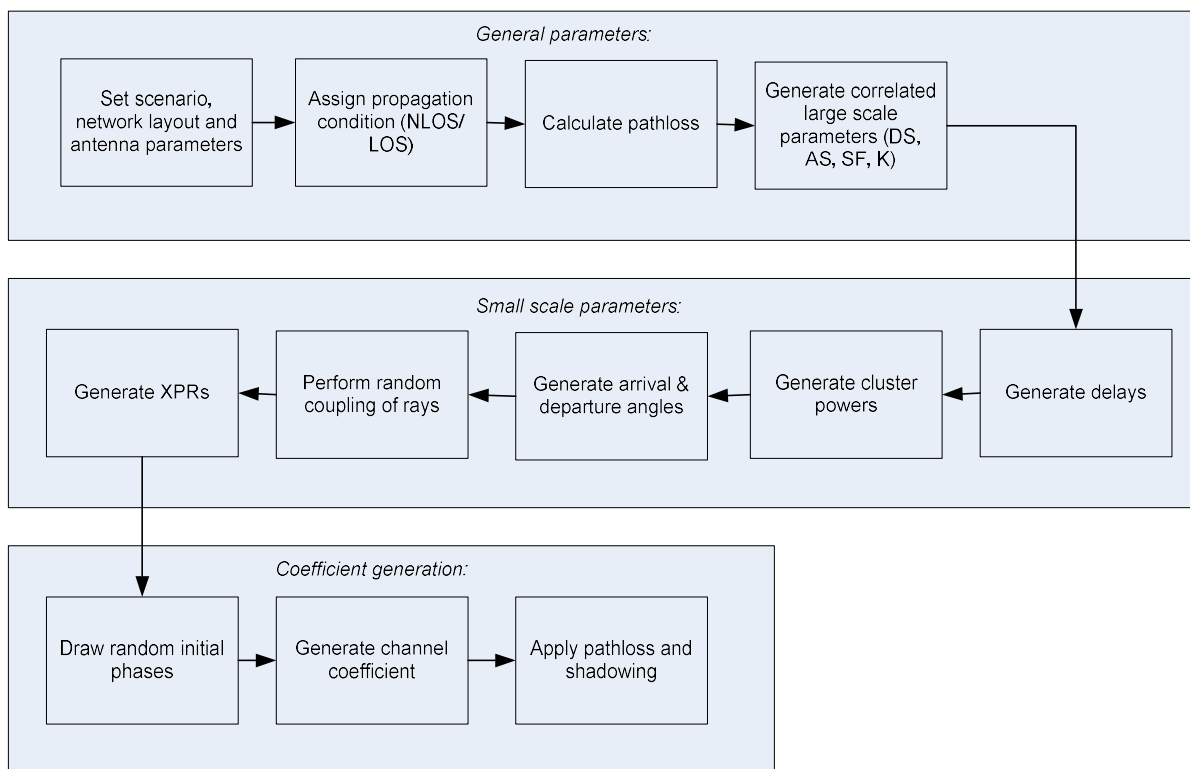 General parameters:
Set scenario,
network layout and
antenna parameters
Assign propagation
condition (NLOS/
LOS)
Calculate pathloss
Generate correlated
large scale
parameters (DS,
AS, SF, K)
Small scale parameters:
Generate XPRs
Perform random
coupling of rays
Generate arrival &
departure angles
Generate cluster
powers
Generate delays
Coefficient generation:
Draw random initial
phases
Generate channel
coefficient
Apply pathloss and
shadowing